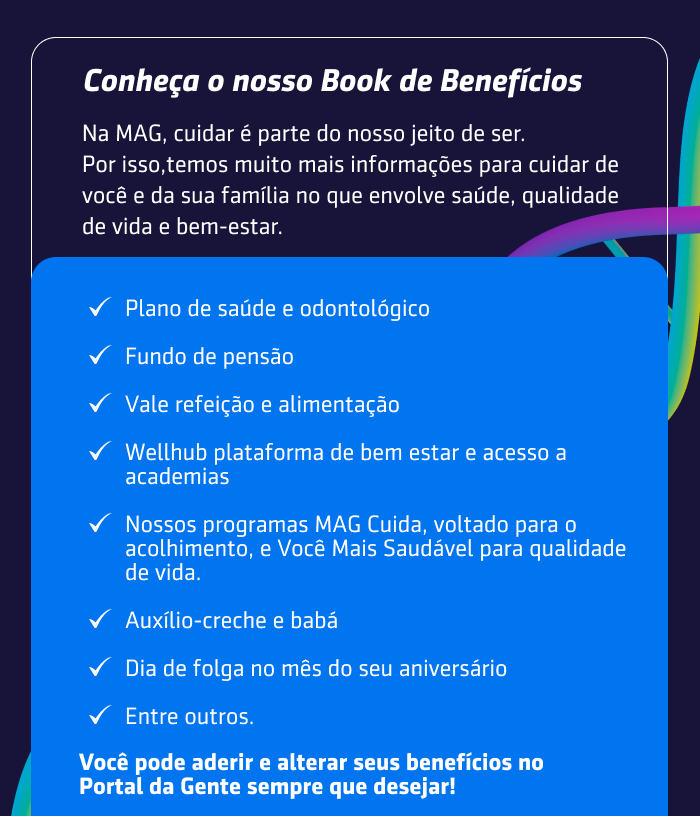 Conheça o nosso Book de Benefícios
Na MAG, cuidar é parte do nosso jeito de ser.
Por isso,temos muito mais informações para cuidar de
você e da sua família no que envolve saúde, qualidade
de vida e bem-estar.
Plano de saúde e odontológico
Fundo de pensão
Vale refeição e alimentação
Wellhub plataforma de bem estar e acesso a
academias
Nossos programas MAG Cuida, voltado para o
acolhimento, e Você Mais Saudável para qualidade
de vida.
Auxílio-creche e babá
Dia de folga no mês do seu aniversário
Entre outros.
Você pode aderir e alterar seus benefícios no
Portal da Gente sempre que desejar!